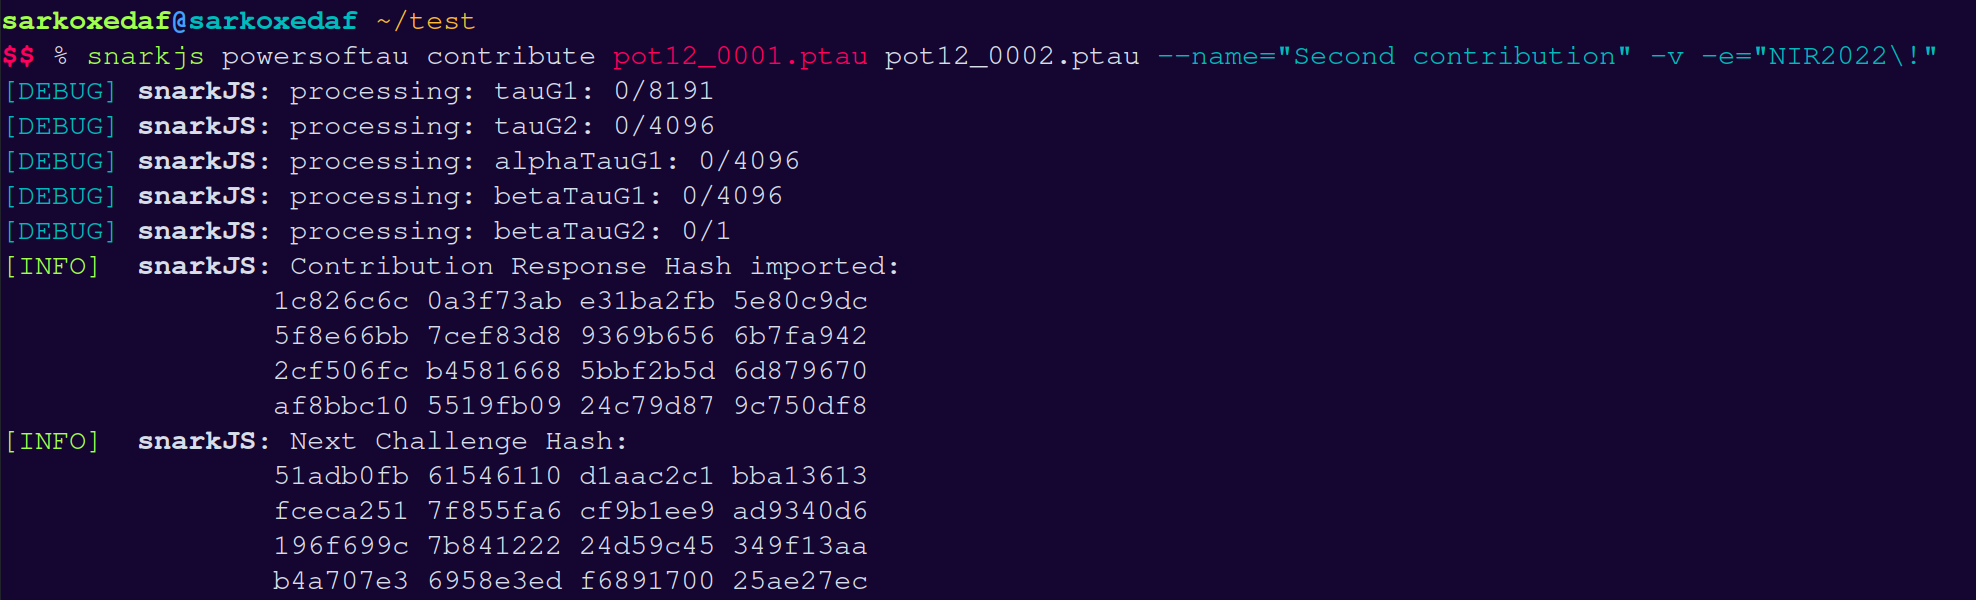 sarkoxedaf@sarkoxedaf ~/test
$$ % snarkjs powersoftau contribute pot12_0001.ptau pot12_0002.ptau --name="Second contribution" -v -e="NIR2022\!"
[DEBUG] snarkJS: processing: tauG1: 0/8191
[DEBUG] snarkJS: processing: tauG2: 0/4096
[DEBUG] snarkJS: processing: alphaTauG1: 0/4096
[DEBUG] snarkJS: processing: betaTauG1: 0/4096
[DEBUG] snarkJS: processing: betaTauG2: 0/1
[INFO]  snarkJS: Contribution Response Hash imported:
1c826c6c 0a3f73ab e31ba2fb 5e80c9dc
5f8e66bb 7cef83d8 9369b656 6b7fa942
2cf506fc b4581668 5bbf2b5d 6d879670
af8bbc10 5519fb09 24c79d87 9c750df8
[INFO]  snarkJS: Next Challenge Hash:
51adb0fb 61546110 d1aac2c1 bba13613
fceca251 7f855fa6 cf9b1ee9 ad9340d6
196f699c 7b841222 24d59c45 349f13aa
b4a707e3 6958e3ed f6891700 25ae27ec